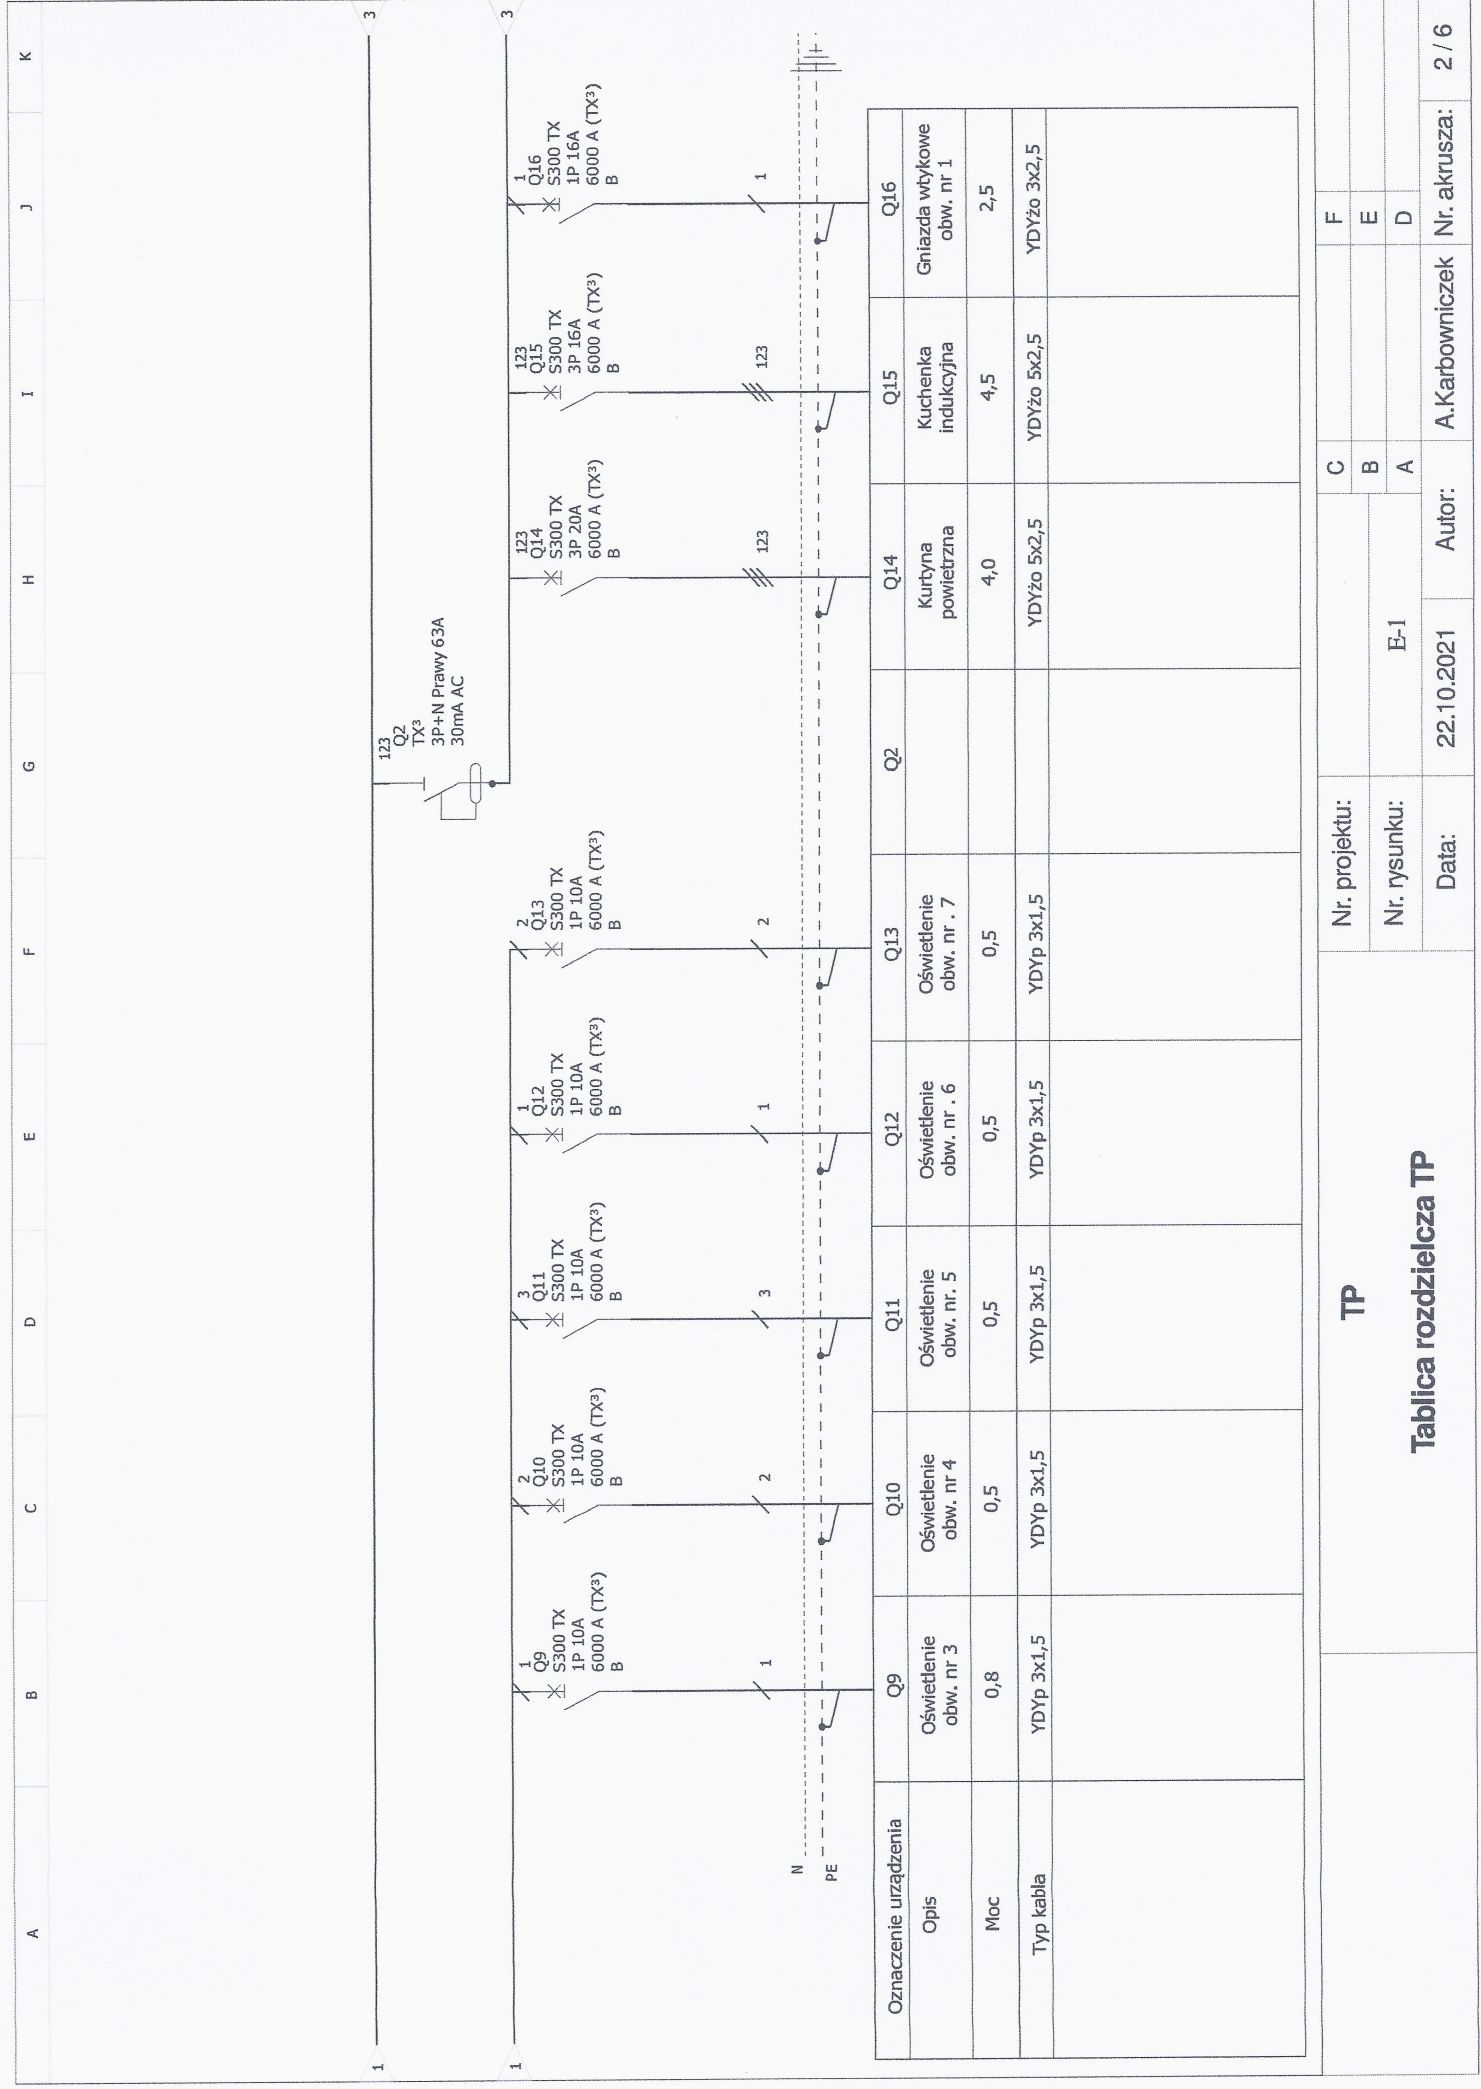 A B C D E F G H I J K
1
3
1
3
123
Q2
TX³
3P+N Prawy 63A
30mA AC
1
Q9
S300 TX
1P 10A
6000 A (TX³)
B
2
Q10
S300 TX
1P 10A
6000 A (TX³)
B
3
Q11
S300 TX
1P 10A
6000 A (TX³)
B
1
Q12
S300 TX
1P 10A
6000 A (TX³)
B
2
Q13
S300 TX
1P 10A
6000 A (TX³)
B
123
Q14
S300 TX
3P 20A
6000 A (TX³)
B
123
Q15
S300 TX
3P 16A
6000 A (TX³)
B
1
Q16
S300 TX
1P 16A
6000 A (TX³)
B
1 2 3 1 2 123 123 1
N
PE
Oznaczenie urządzenia Q9 Q10 Q11 Q12 Q13 Q2 Q14 Q15 Q16
Opis
Oświetlenie
obw. nr 3
Oświetlenie
obw. nr 4
Oświetlenie
obw. nr. 5
Oświetlenie
obw. nr . 6
Oświetlenie
obw. nr . 7
Kurtyna
powietrzna
Kuchenka
indukcyjna
Gniazda wtykowe
obw. nr 1
Moc 0,8 0,5 0,5 0,5 0,5 4,0 4,5 2,5
Typ kabla YDYp 3x1,5 YDYp 3x1,5 YDYp 3x1,5 YDYp 3x1,5 YDYp 3x1,5 YDYżo 5x2,5 YDYżo 5x2,5 YDYżo 3x2,5
TP
Tablica rozdzielcza TP
Nr. projektu:
Nr. rysunku: E-1
Data: 22.10.2021 Autor: A.Karbowniczek Nr. akrusza: 2 / 6
C F
B E
A D